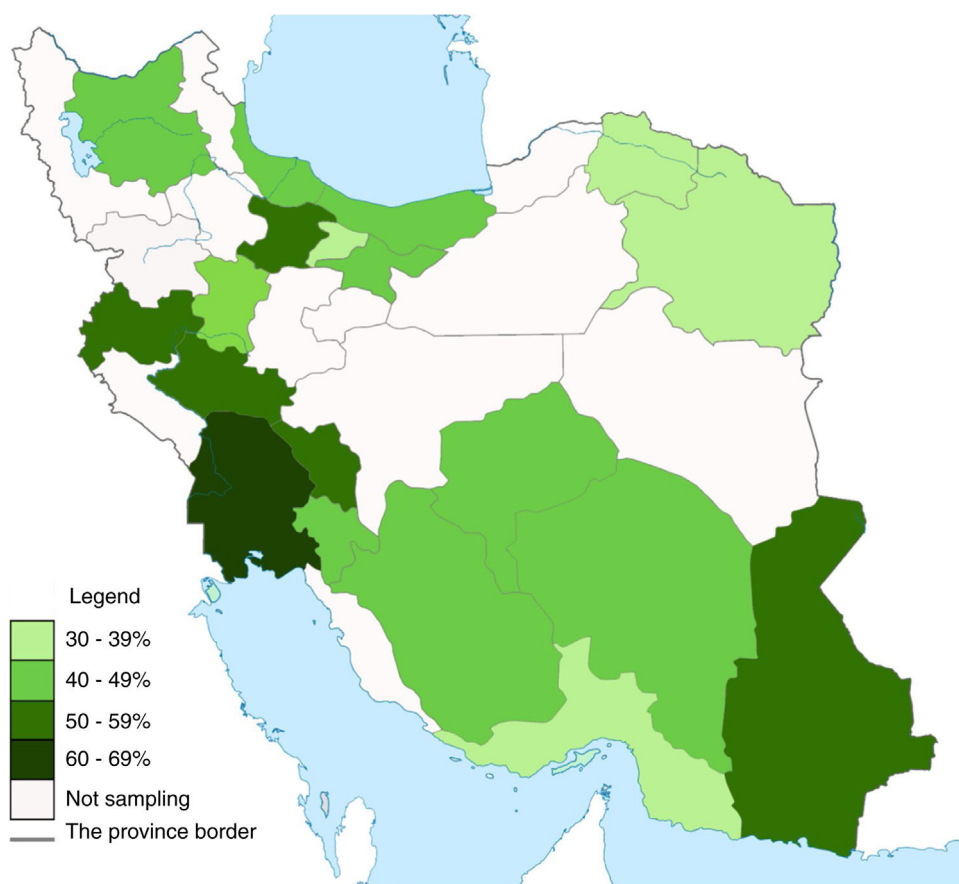 Legend
30 - 39%
40 - 49%
50 - 59%
60 - 69%
Not sampling
The province border